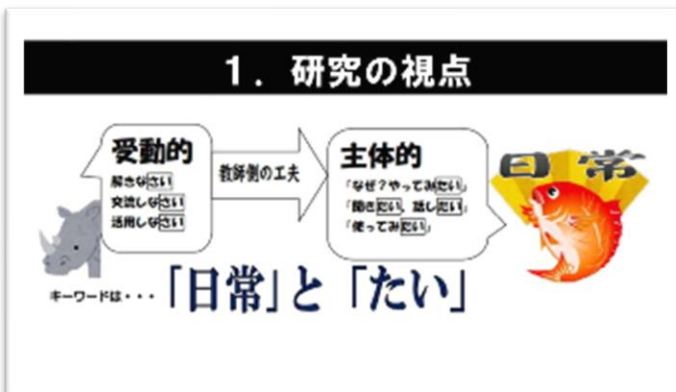 １．研究の視点
受動的
解きなさい
交流しなさい
活用しなさい
教師側の工夫
主体的
「なぜ？やってみたい」
「聞きたい、話したい」
「使ってみたい」
日常
キーワードは・・・「日常」と「たい」